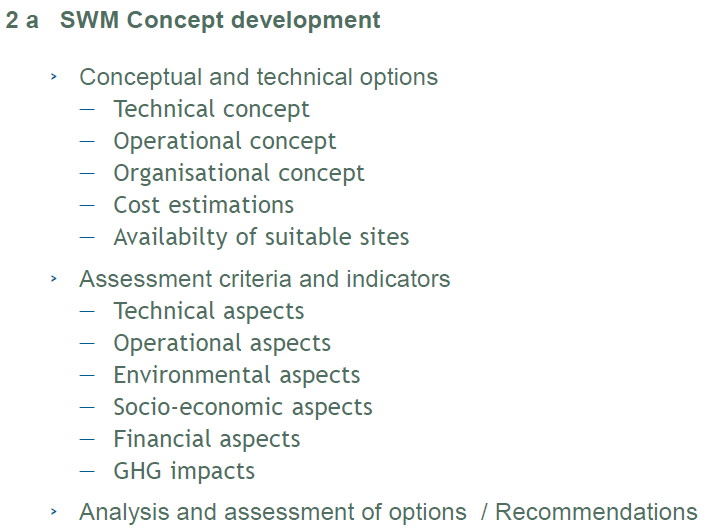 2 a SWM Concept development
> Conceptual and technical options
— Technical concept
— Operational concept
— Organisational concept
— Cost estimations
— Availabilty of suitable sites
> Assessment criteria and indicators
— Technical aspects
— Operational aspects
— Environmental aspects
— Socio-economic aspects
— Financial aspects
— GHG impacts
> Analysis and assessment of options / Recommendations